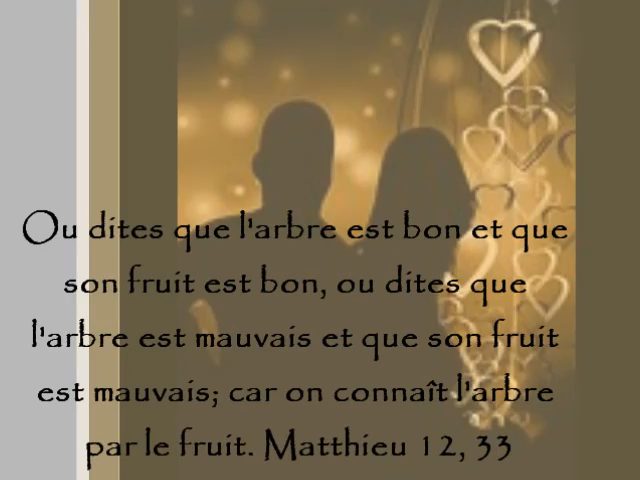 Ou dites que l'arbre est bon et que
son fruit est bon, ou dites que
l'arbre est mauvais et que son fruit
est mauvais; car on connaît l'arbre
par le fruit. Matthieu 12, 33